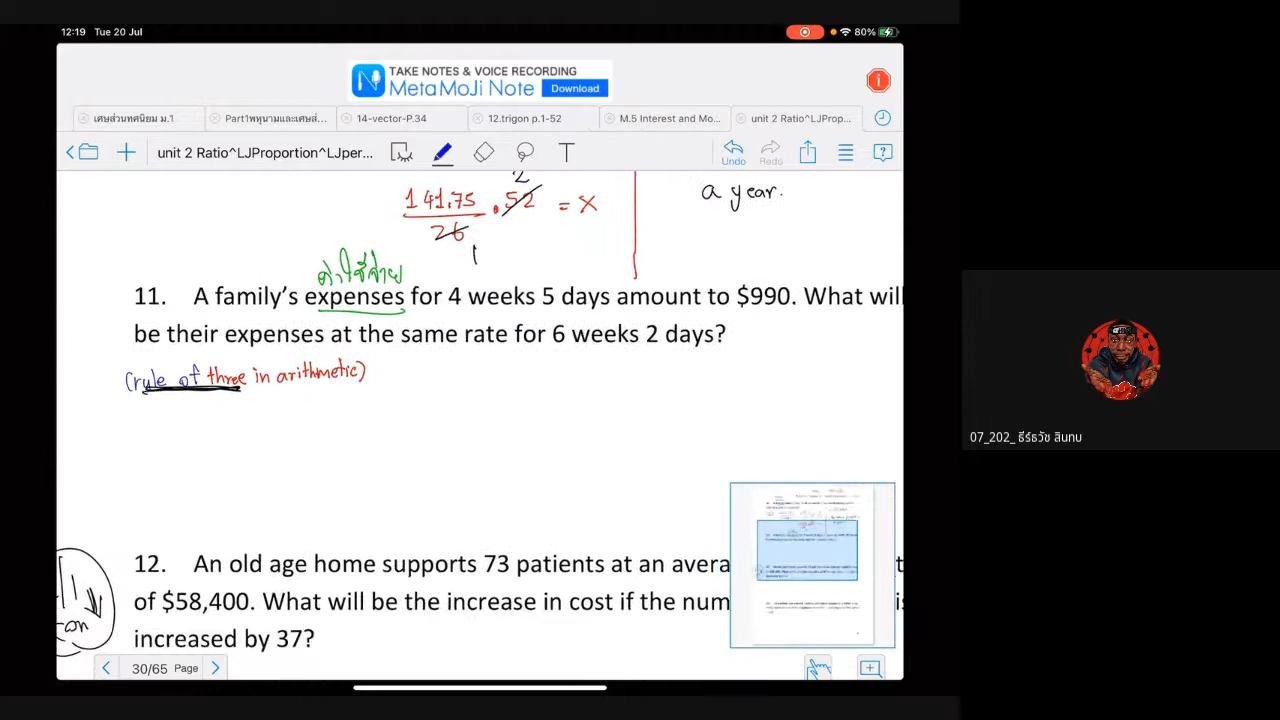 12:19 Tue 20 Jul
80%
TAKE NOTES & VOICE RECORDING
MetaMoJi Note Download
เศษส่วนทศนิยม ม.1
Part1พหุนามและเศษส่...
14-vector-P.34
12.trigon p.1-52
M.5 Interest and Mo...
unit 2 Ratio^LJProp...
unit 2 Ratio^LJProportion^LJper...
T
Undo
Redo
2
141.75 . 52 = x
26
1
a year.
ค่าใช้จ่าย
11. A family's expenses for 4 weeks 5 days amount to $990. What will
be their expenses at the same rate for 6 weeks 2 days?
(rule of three in arithmetic)
12. An old age home supports 73 patients at an avera
of $58,400. What will be the increase in cost if the num
increased by 37?
on
30/65 Page
07_202_ ธีร์ธวัช สินทบ